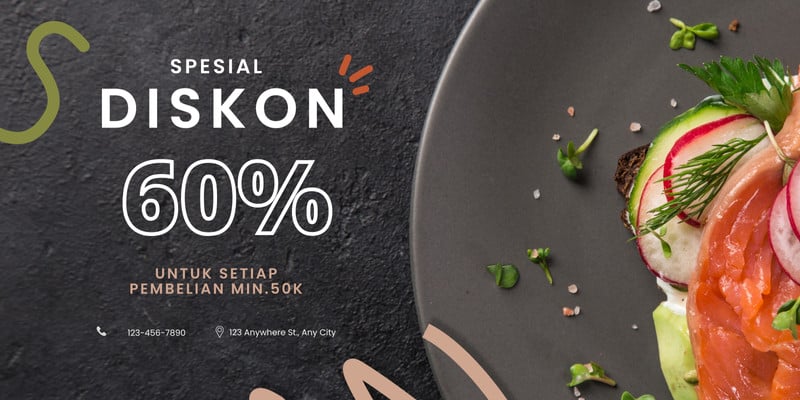 SPESIAL
DISKON
60%
UNTUK SETIAP
PEMBELIAN MIN.50K
123-456-7890
123 Anywhere St., Any City